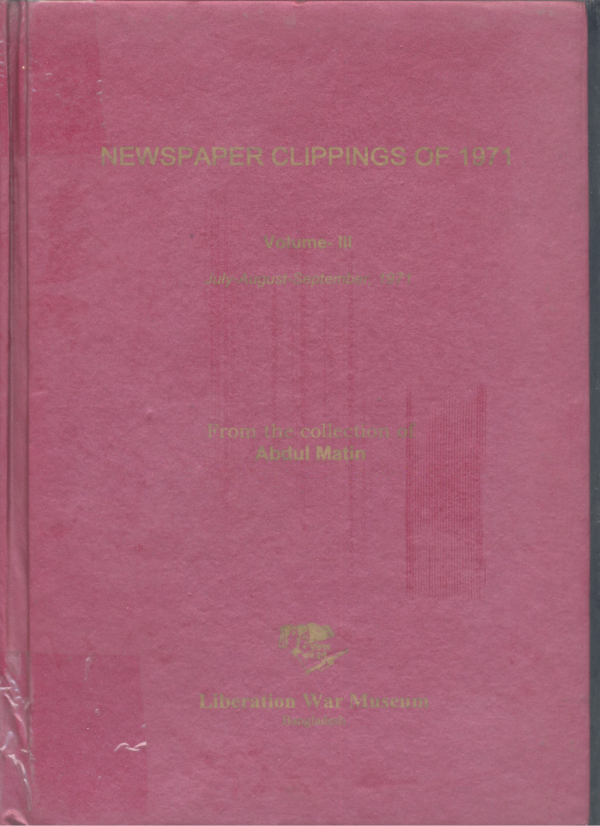 NEWSPAPER CLIPPINGS OF 1971
Volume- III
July-August-September, 1971
From the collection of
Abdul Matin
Liberation War Museum
Bangladesh